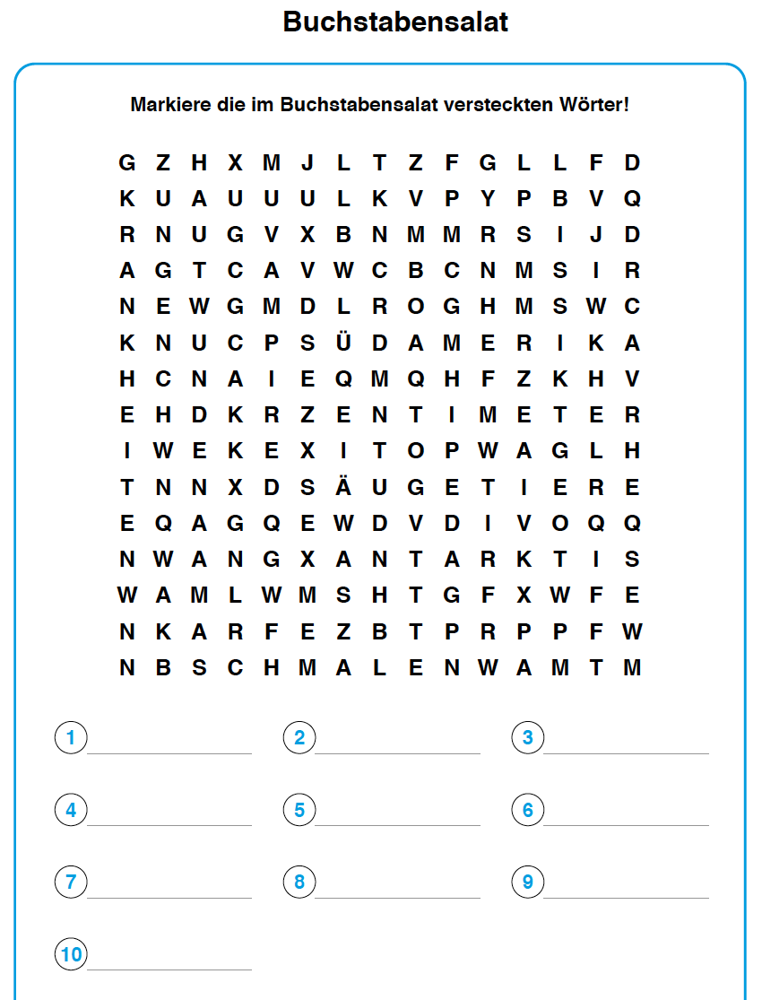 Buchstabensalat
Markiere die im Buchstabensalat versteckten Wörter!
G Z H X M J L T Z F G L L F D
K U A U U U L K V P Y P B V Q
R N U G V X B N M M R S I J D
A G T C A V W C B C N M S I R
N E W G M D L R O G H M S W C
K N U C P S Ü D A M E R I K A
H C N A I E Q M Q H F Z K H V
E H D K R Z E N T I M E T E R
I W E K E X I T O P W A G L H
T N N X D S Ä U G E T I E R E
E Q A G Q E W D V D I V O Q Q
N W A N G X A N T A R K T I S
W A M L W M S H T G F X W F E
N K A R F E Z B T P R P P F W
N B S C H M A L E N W A M T M
1 2 3
4 5 6
7 8 9
10